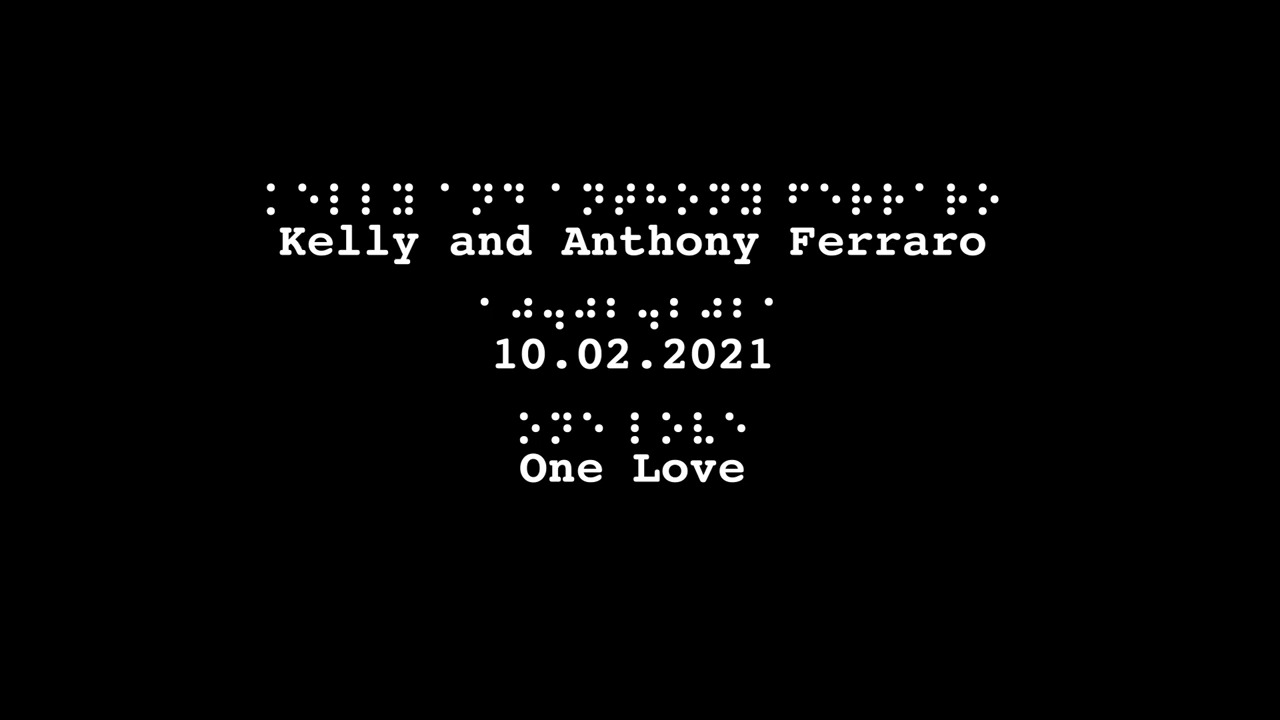 ⠅⠑⠇⠇⠽ ⠁⠝⠙ ⠁⠝⠞⠓⠕⠝⠽ ⠋⠑⠗⠗⠁⠗⠕
Kelly and Anthony Ferraro
⠁⠚⠲⠚⠃⠲⠃⠚⠃⠁
10.02.2021
⠕⠝⠑ ⠇⠕⠧⠑
One Love